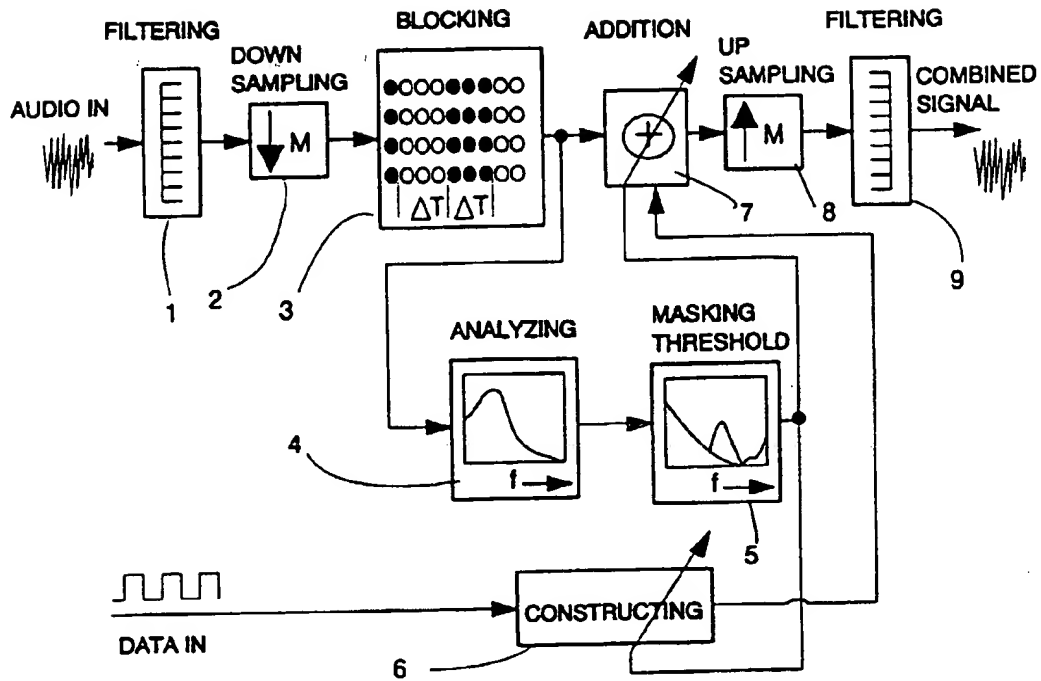 FILTERING
DOWN
SAMPLING
BLOCKING
ADDITION
UP
SAMPLING
FILTERING
AUDIO IN
M
ΔT ΔT
M
COMBINED
SIGNAL
1
2
3
7
8
9
ANALYZING
MASKING
THRESHOLD
f
f
4
5
DATA IN
CONSTRUCTING
6